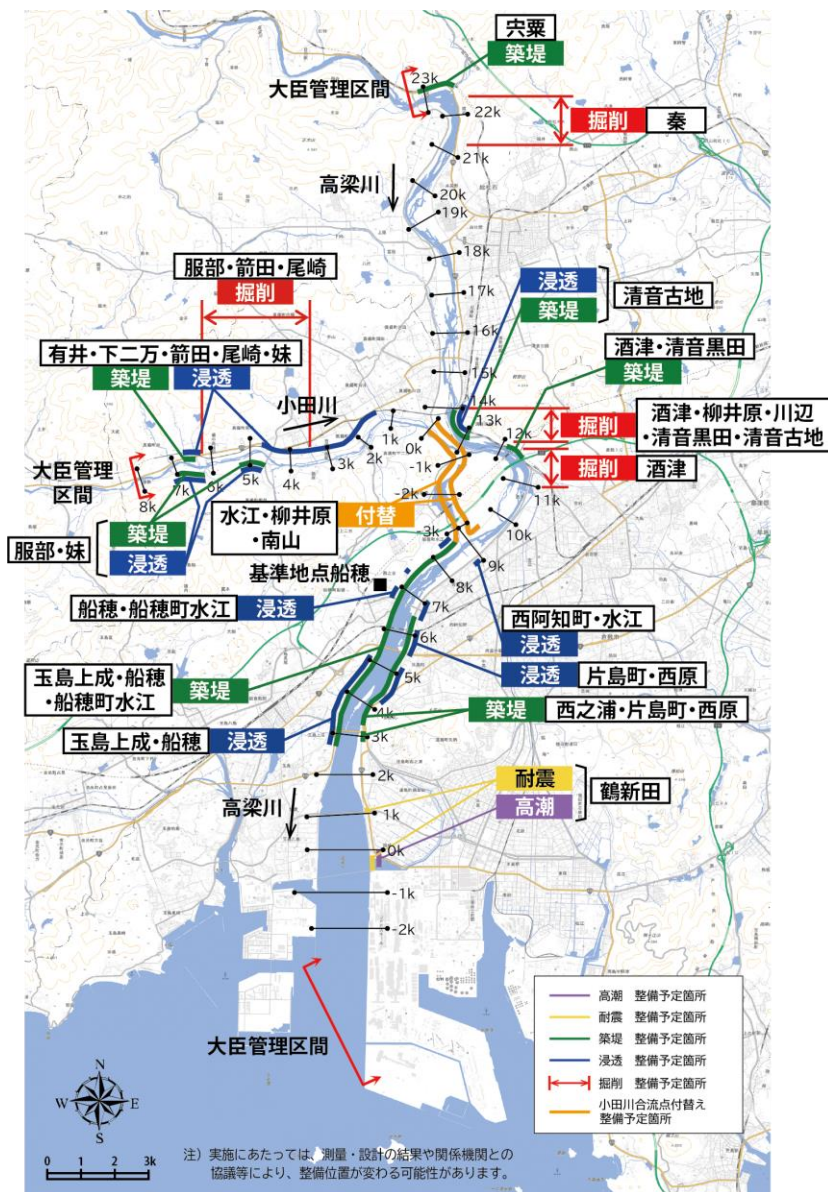 宍粟
築堤
大臣管理区間
23k
22k
掘削
秦
21k
高梁川
20k
19k
18k
服部・箭田・尾崎
掘削
17k
浸透
築堤
清音古地
16k
有井・下二万・箭田・尾崎・妹
築堤
浸透
15k
酒津・清音黒田
築堤
小田川
14k
13k
12k
掘削
酒津・柳井原・川辺
・清音黒田・清音古地
掘削
酒津
1k
0k
2k
3k
4k
5k
6k
7k
8k
大臣管理
区間
-1k
-2k
-3k
11k
10k
9k
水江・柳井原
・南山
付替
築堤
浸透
服部・妹
基準地点船穂
8k
船穂・船穂町水江
浸透
7k
西阿知町・水江
浸透
6k
浸透
片島町・西原
玉島上成・船穂
・船穂町水江
築堤
5k
4k
築堤
西之浦・片島町・西原
玉島上成・船穂
浸透
3k
2k
耐震
高潮
鶴新田
高梁川
1k
0k
-1k
-2k
大臣管理区間
高潮 整備予定箇所
耐震 整備予定箇所
築堤 整備予定箇所
浸透 整備予定箇所
掘削 整備予定箇所
小田川合流点付替え
整備予定箇所
N
W
E
S
0 1 2 3k
注）実施にあたっては、測量・設計の結果や関係機関との
協議等により、整備位置が変わる可能性があります。